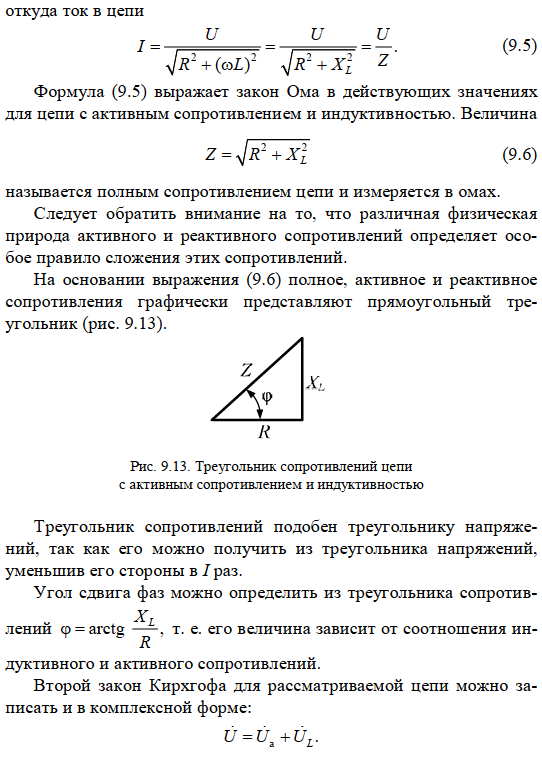 откуда ток в цепи
I = U / √(R² + (ωL)²) = U / √(R² + X_L²) = U / Z. (9.5)
Формула (9.5) выражает закон Ома в действующих значениях
для цепи с активным сопротивлением и индуктивностью. Величина
Z = √(R² + X_L²) (9.6)
называется полным сопротивлением цепи и измеряется в омах.
Следует обратить внимание на то, что различная физическая
природа активного и реактивного сопротивлений определяет осо-
бое правило сложения этих сопротивлений.
На основании выражения (9.6) полное, активное и реактивное
сопротивления графически представляют прямоугольный тре-
угольник (рис. 9.13).
Z
φ
X_L
R
Рис. 9.13. Треугольник сопротивлений цепи
с активным сопротивлением и индуктивностью
Треугольник сопротивлений подобен треугольнику напряже-
ний, так как его можно получить из треугольника напряжений,
уменьшив его стороны в I раз.
Угол сдвига фаз можно определить из треугольника сопротив-
лений φ = arctg X_L / R, т. е. его величина зависит от соотношения ин-
дуктивного и активного сопротивлений.
Второй закон Кирхгофа для рассматриваемой цепи можно за-
писать и в комплексной форме:
U̇ = U̇_а + U̇_L.